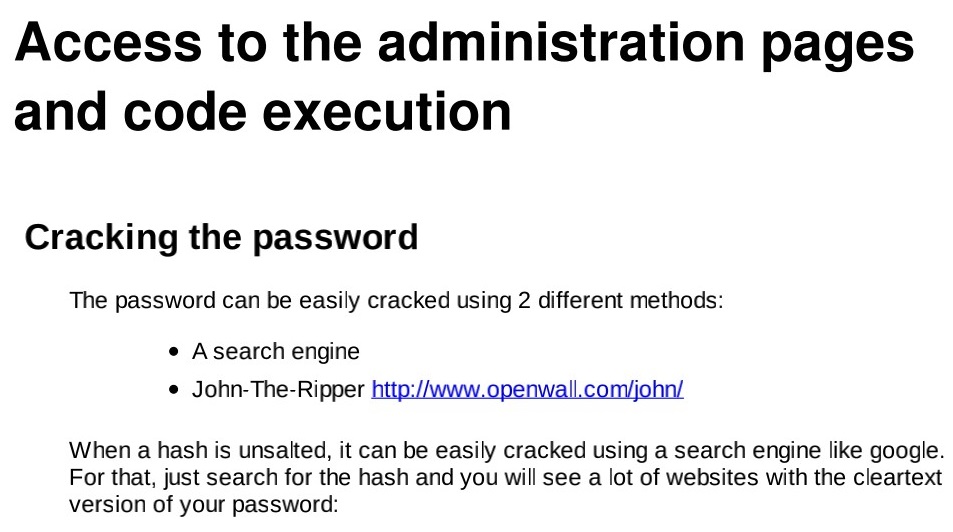 Access to the administration pages
and code execution
Cracking the password
The password can be easily cracked using 2 different methods:
• A search engine
• John-The-Ripper http://www.openwall.com/john/
When a hash is unsalted, it can be easily cracked using a search engine like google.
For that, just search for the hash and you will see a lot of websites with the cleartext
version of your password: